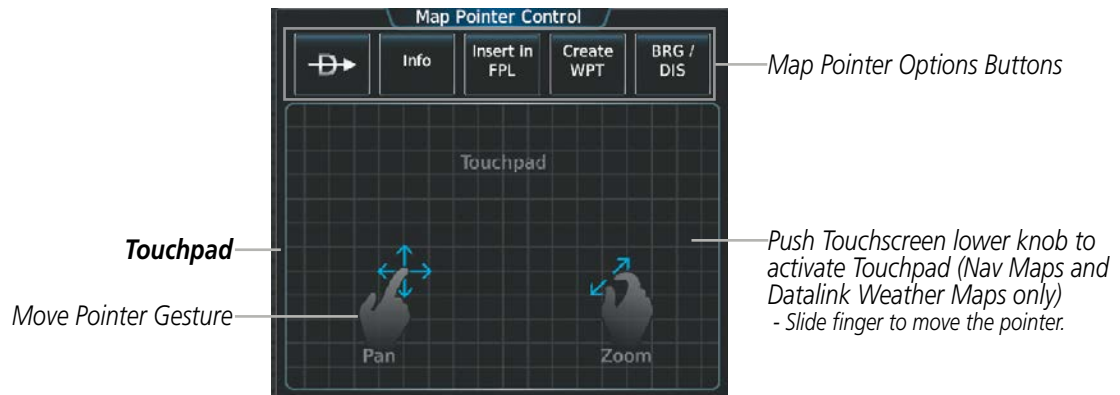 Map Pointer Control
Info
Insert in
FPL
Create
WPT
BRG /
DIS
Map Pointer Options Buttons
Touchpad
Touchpad
Push Touchscreen lower knob to
activate Touchpad (Nav Maps and
Datalink Weather Maps only)
- Slide finger to move the pointer.
Move Pointer Gesture
Pan
Zoom